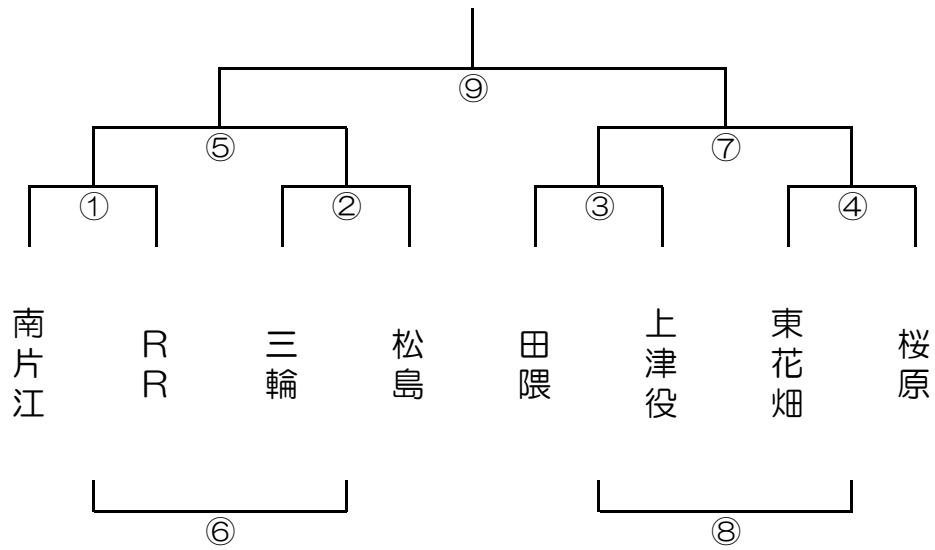 ⑨
⑤
⑦
①
②
③
④
南片江
RR
三輪
松島
田隈
上津役
東花畑
桜原
⑥
⑧